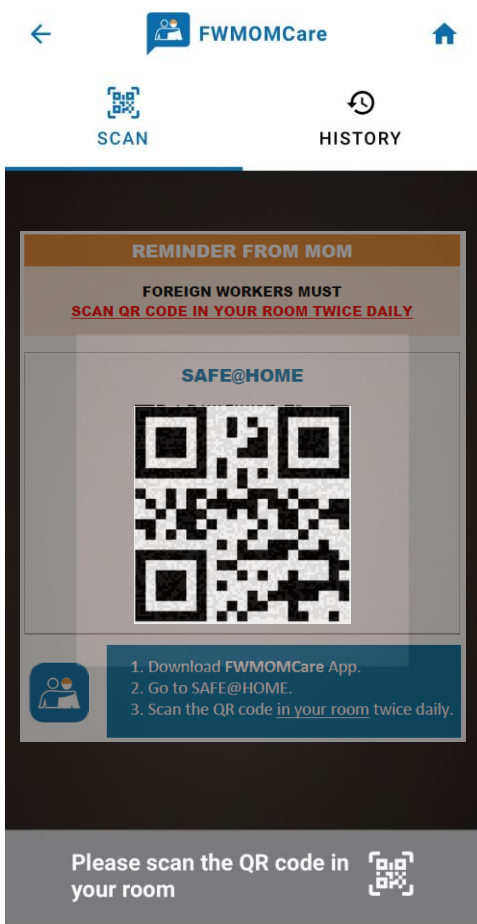 FWMOMCare
SCAN
HISTORY
REMINDER FROM MOM
FOREIGN WORKERS MUST
SCAN QR CODE IN YOUR ROOM TWICE DAILY
SAFE@HOME
1. Download FWMOMCare App.
2. Go to SAFE@HOME.
3. Scan the QR code in your room twice daily.
Please scan the QR code in
your room